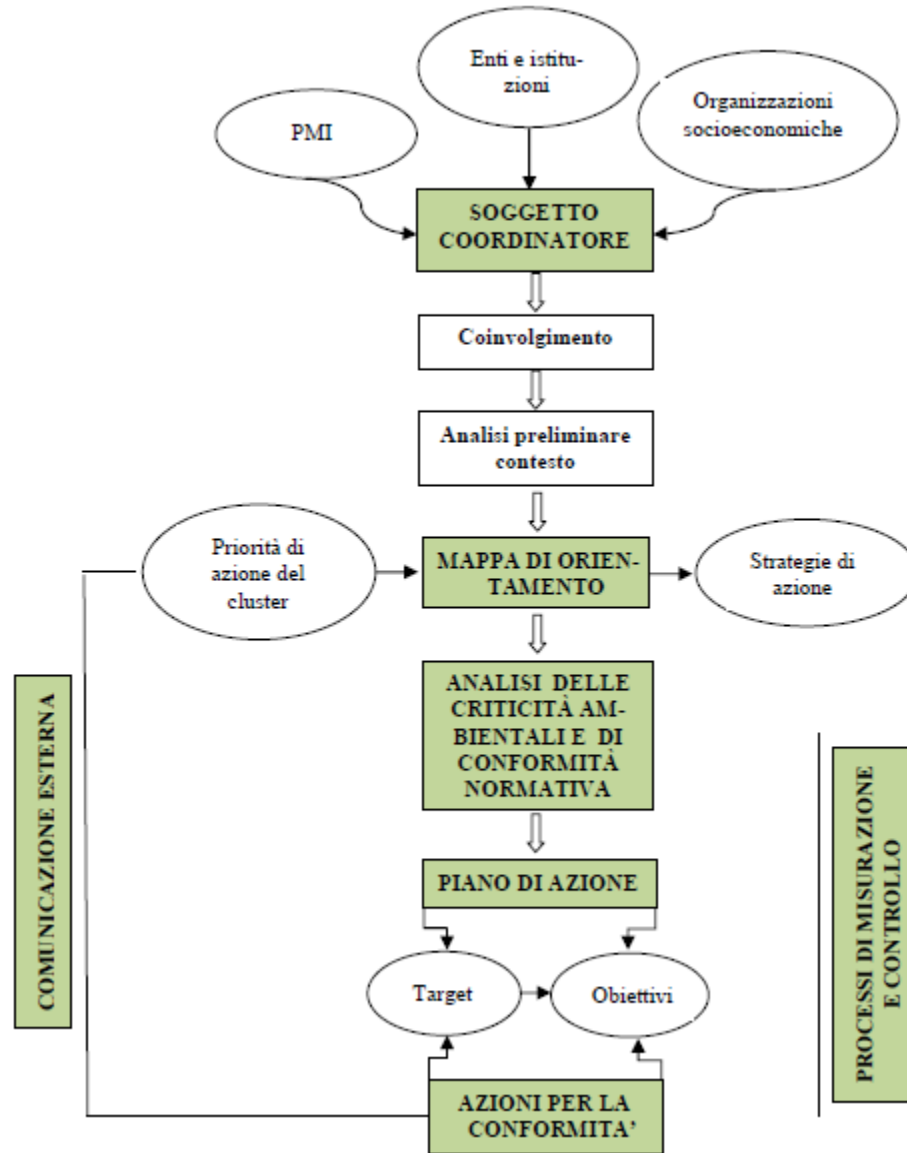 Enti e istitu-
zioni
PMI
Organizzazioni
socioeconomiche
SOGGETTO
COORDINATORE
Coinvolgimento
Analisi preliminare
contesto
Priorità di
azione del
cluster
MAPPA DI ORIEN-
TAMENTO
Strategie di
azione
ANALISI DELLE
CRITICITÀ AM-
BIENTALI E DI
CONFORMITÀ
NORMATIVA
COMUNICAZIONE ESTERNA
PROCESSI DI MISURAZIONE
E CONTROLLO
PIANO DI AZIONE
Target
Obiettivi
AZIONI PER LA
CONFORMITA'